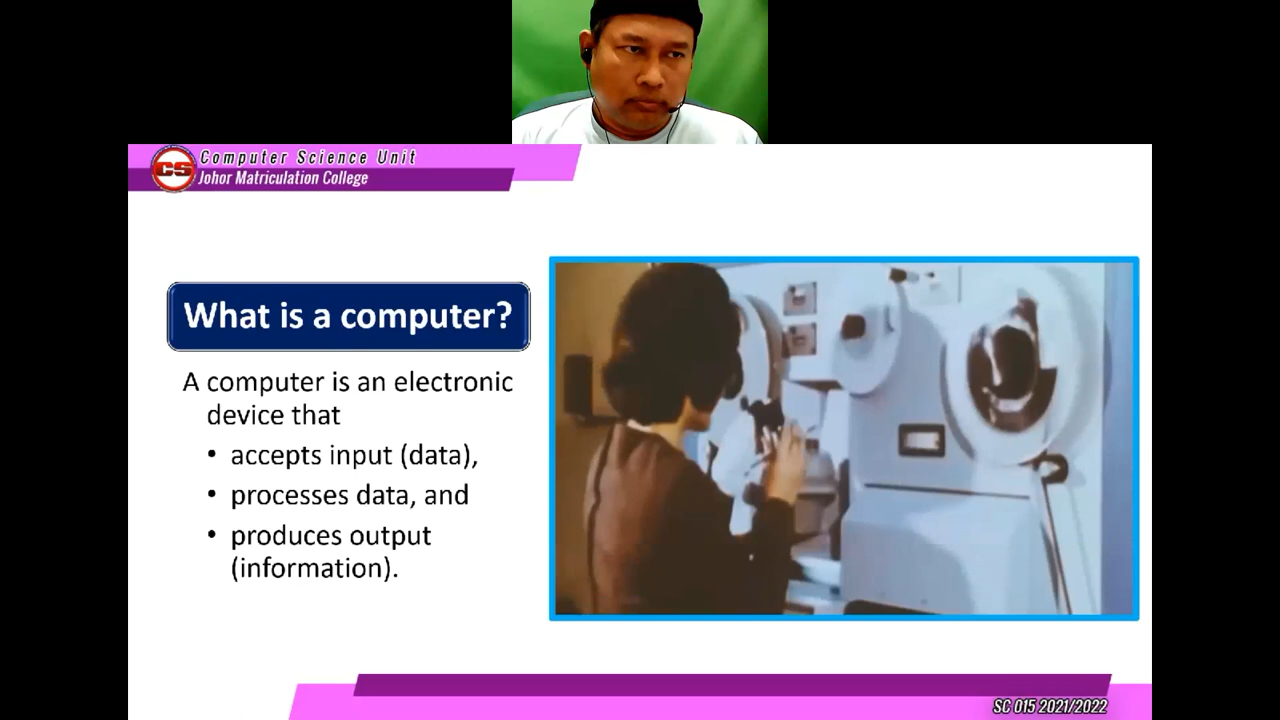 CS
Computer Science Unit
Johor Matriculation College
What is a computer?
A computer is an electronic
device that
• accepts input (data),
• processes data, and
• produces output
(information).
SC 015 2021/2022